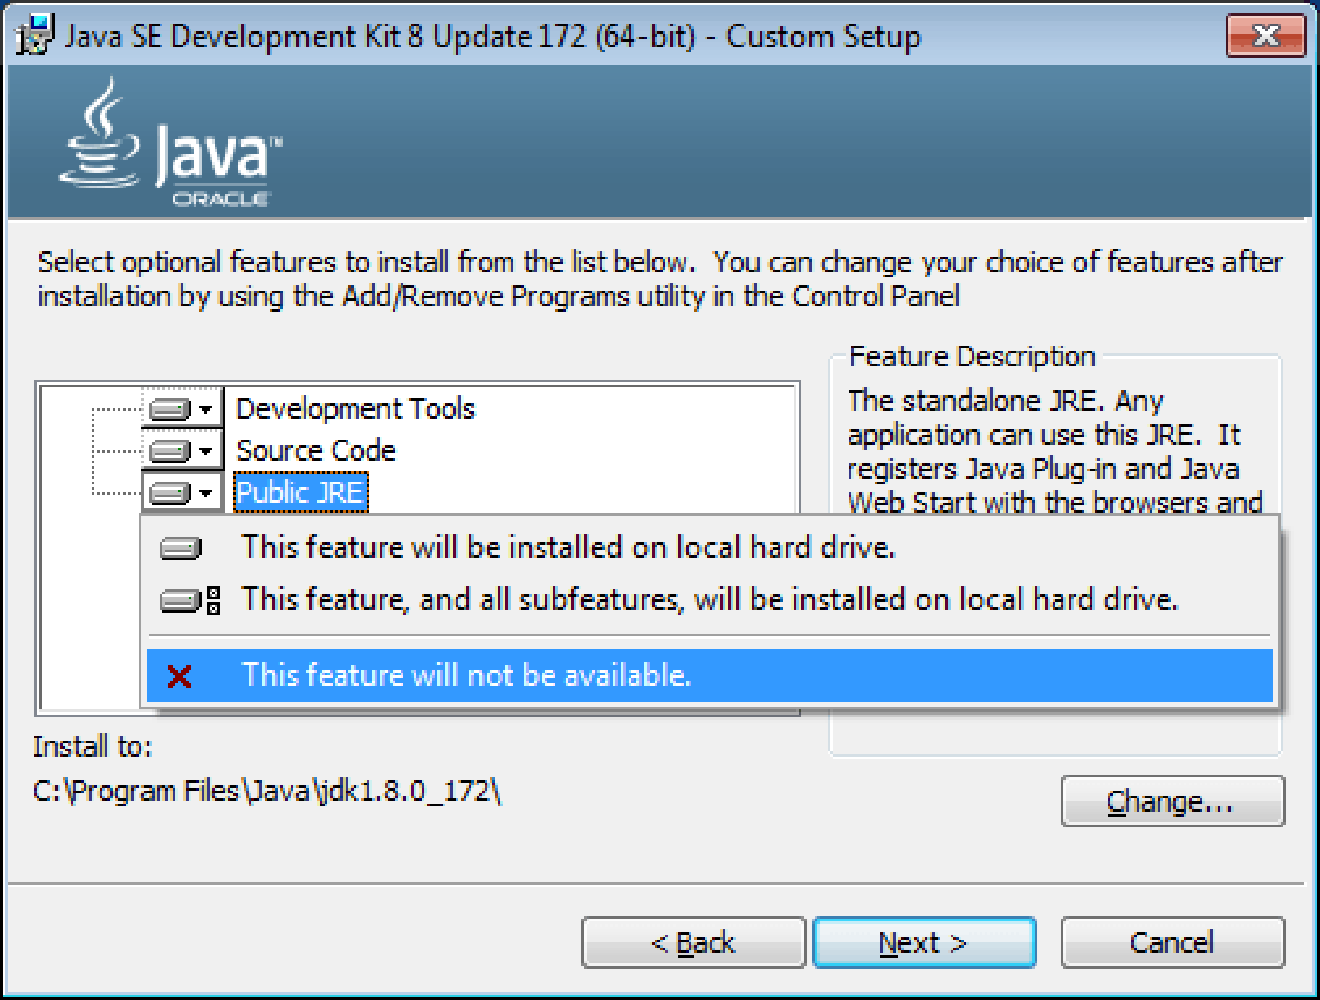 Java SE Development Kit 8 Update 172 (64-bit) - Custom Setup
Java™
ORACLE
Select optional features to install from the list below.  You can change your choice of features after
installation by using the Add/Remove Programs utility in the Control Panel
Development Tools
Source Code
Public JRE
This feature will be installed on local hard drive.
This feature, and all subfeatures, will be installed on local hard drive.
This feature will not be available.
Feature Description
The standalone JRE. Any
application can use this JRE.  It
registers Java Plug-in and Java
Web Start with the browsers and
Install to:
C:\Program Files\Java\jdk1.8.0_172\
Change...
< Back
Next >
Cancel